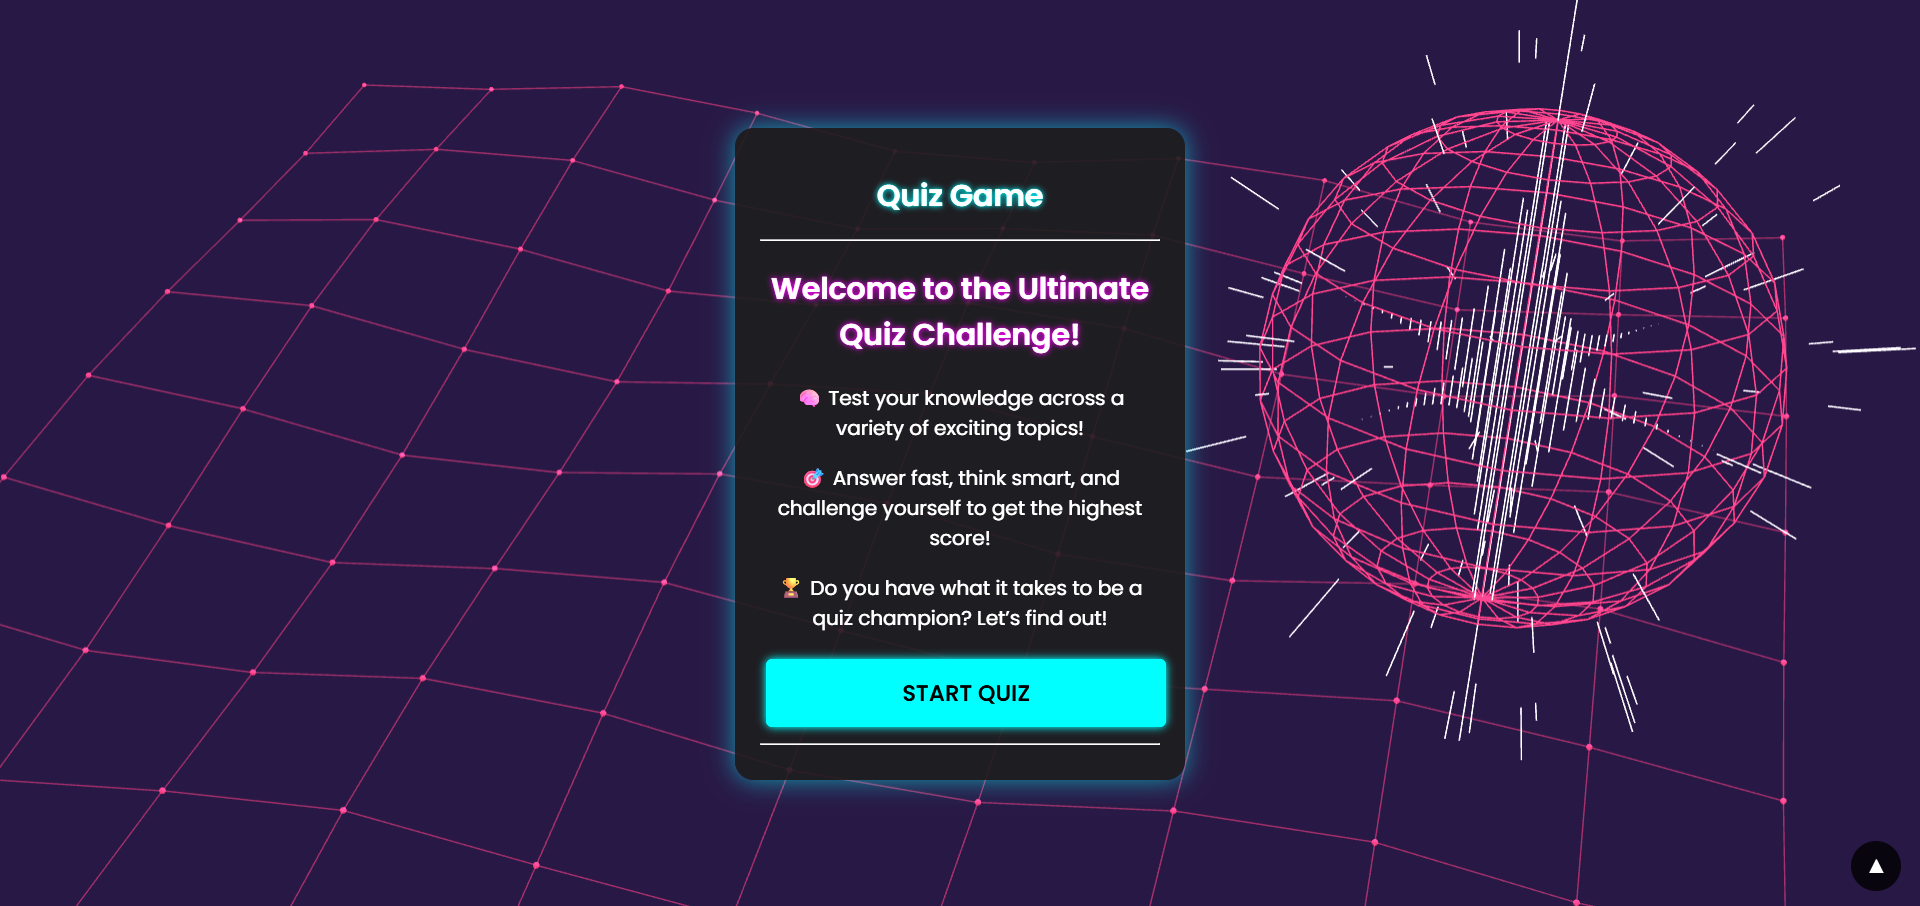 Quiz Game
Welcome to the Ultimate
Quiz Challenge!
🧠 Test your knowledge across a
variety of exciting topics!
🎯 Answer fast, think smart, and
challenge yourself to get the highest
score!
🏆 Do you have what it takes to be a
quiz champion? Let’s find out!
START QUIZ
▲